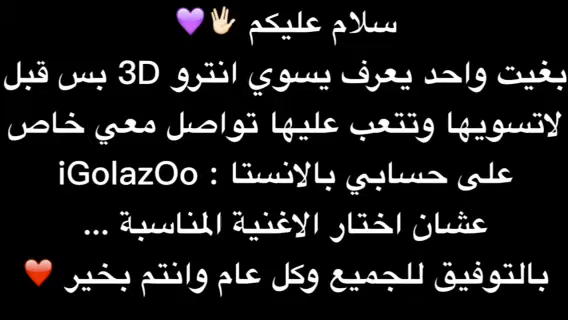 سلام عليكم 🖖🏻💜
بغيت واحد يعرف يسوي انترو 3D بس قبل
لاتسويها وتتعب عليها تواصل معي خاص
على حسابي بالانستا : iGolazOo
عشان اختار الاغنية المناسبة ...
بالتوفيق للجميع وكل عام وانتم بخير ❤️